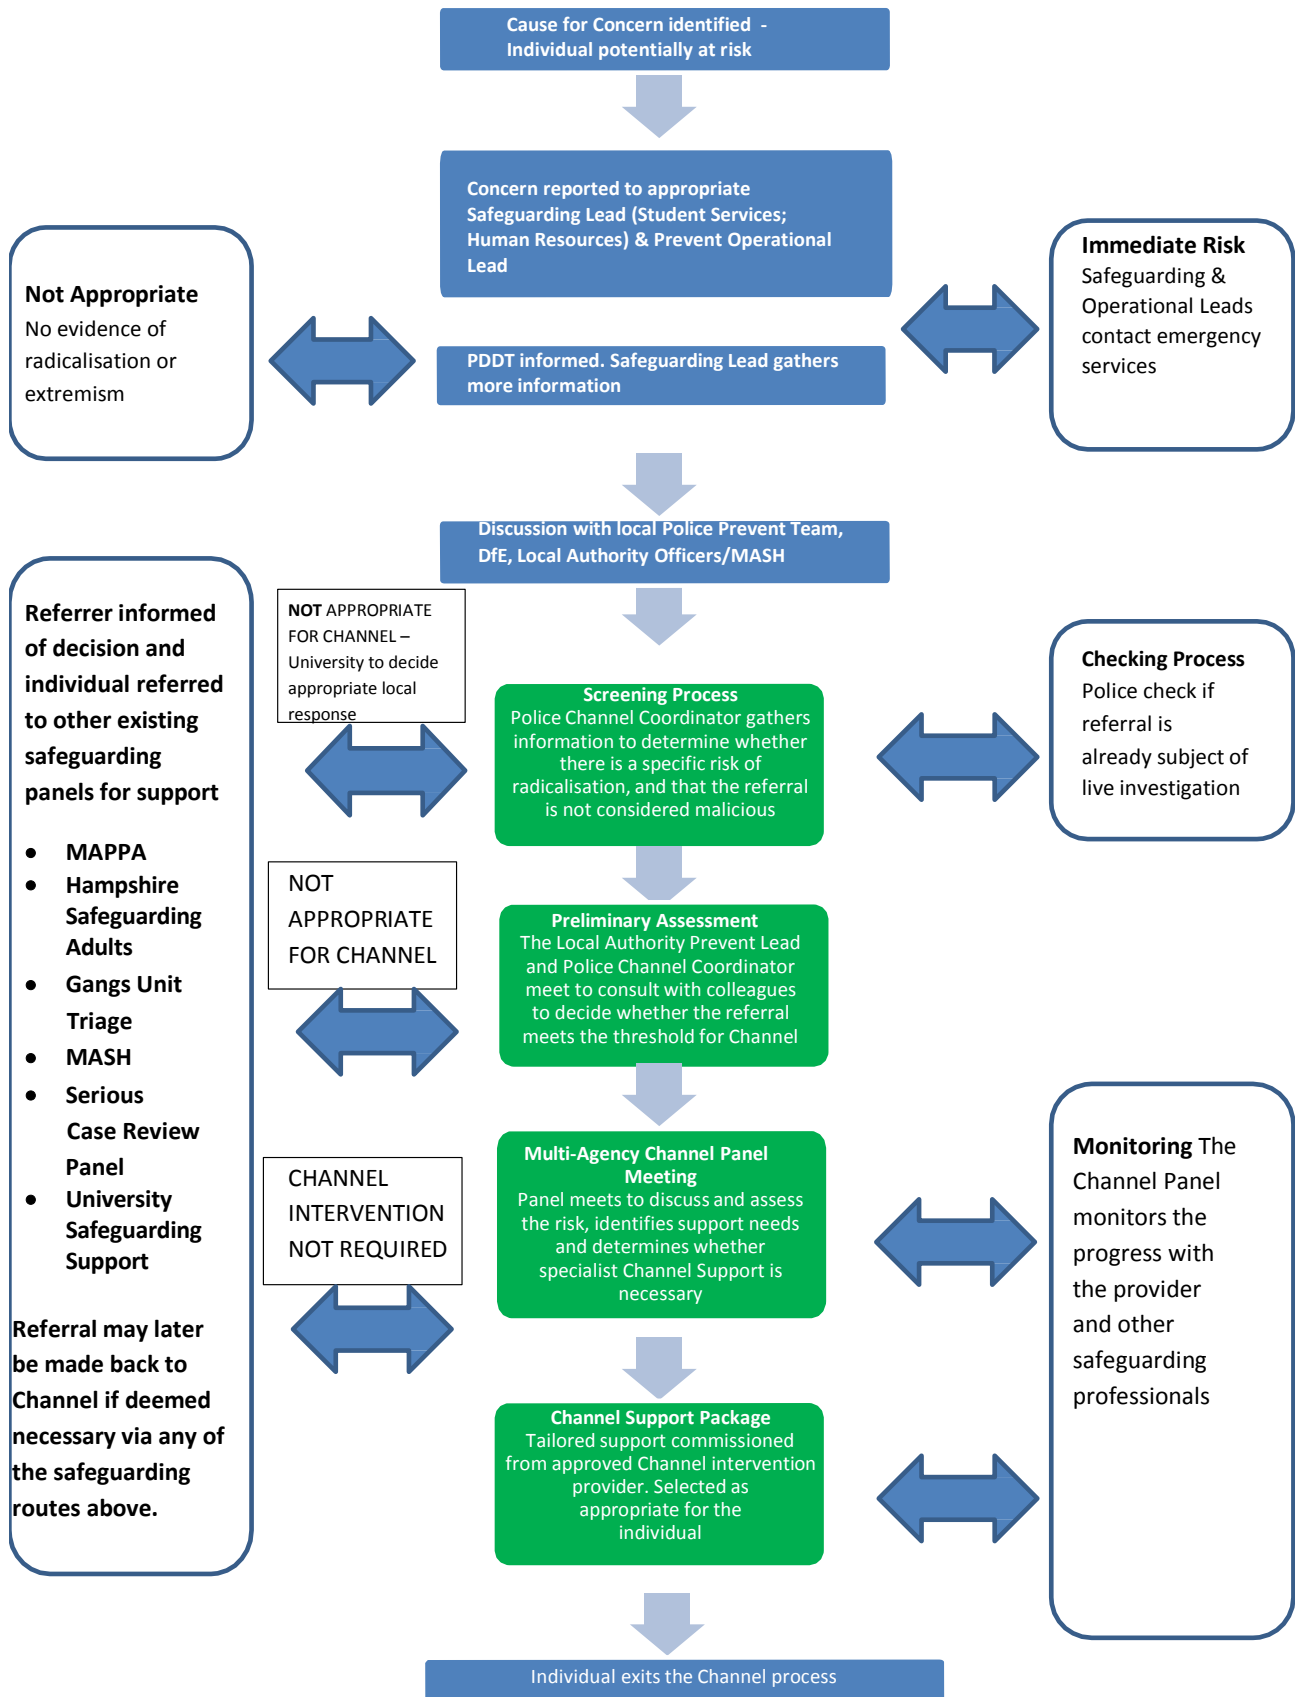 Cause for Concern identified  -
Individual potentially at risk
Concern reported to appropriate
Safeguarding Lead (Student Services;
Human Resources) & Prevent Operational
Lead
Not Appropriate
No evidence of
radicalisation or
extremism
Immediate Risk
Safeguarding &
Operational Leads
contact emergency
services
PDDT informed. Safeguarding Lead gathers
more information
Discussion with local Police Prevent Team,
DfE, Local Authority Officers/MASH
Referrer informed
of decision and
individual referred
to other existing
safeguarding
panels for support
● MAPPA
● Hampshire
Safeguarding
Adults
● Gangs Unit
Triage
● MASH
● Serious
Case Review
Panel
● University
Safeguarding
Support
Referral may later
be made back to
Channel if deemed
necessary via any of
the safeguarding
routes above.
NOT APPROPRIATE
FOR CHANNEL –
University to decide
appropriate local
response
Screening Process
Police Channel Coordinator gathers
information to determine whether
there is a specific risk of
radicalisation, and that the referral
is not considered malicious
Checking Process
Police check if
referral is
already subject of
live investigation
NOT
APPROPRIATE
FOR CHANNEL
Preliminary Assessment
The Local Authority Prevent Lead
and Police Channel Coordinator
meet to consult with colleagues
to decide whether the referral
meets the threshold for Channel
CHANNEL
INTERVENTION
NOT REQUIRED
Multi-Agency Channel Panel
Meeting
Panel meets to discuss and assess
the risk, identifies support needs
and determines whether
specialist Channel Support is
necessary
Monitoring The
Channel Panel
monitors the
progress with
the provider
and other
safeguarding
professionals
Channel Support Package
Tailored support commissioned
from approved Channel intervention
provider. Selected as
appropriate for the
individual
Individual exits the Channel process